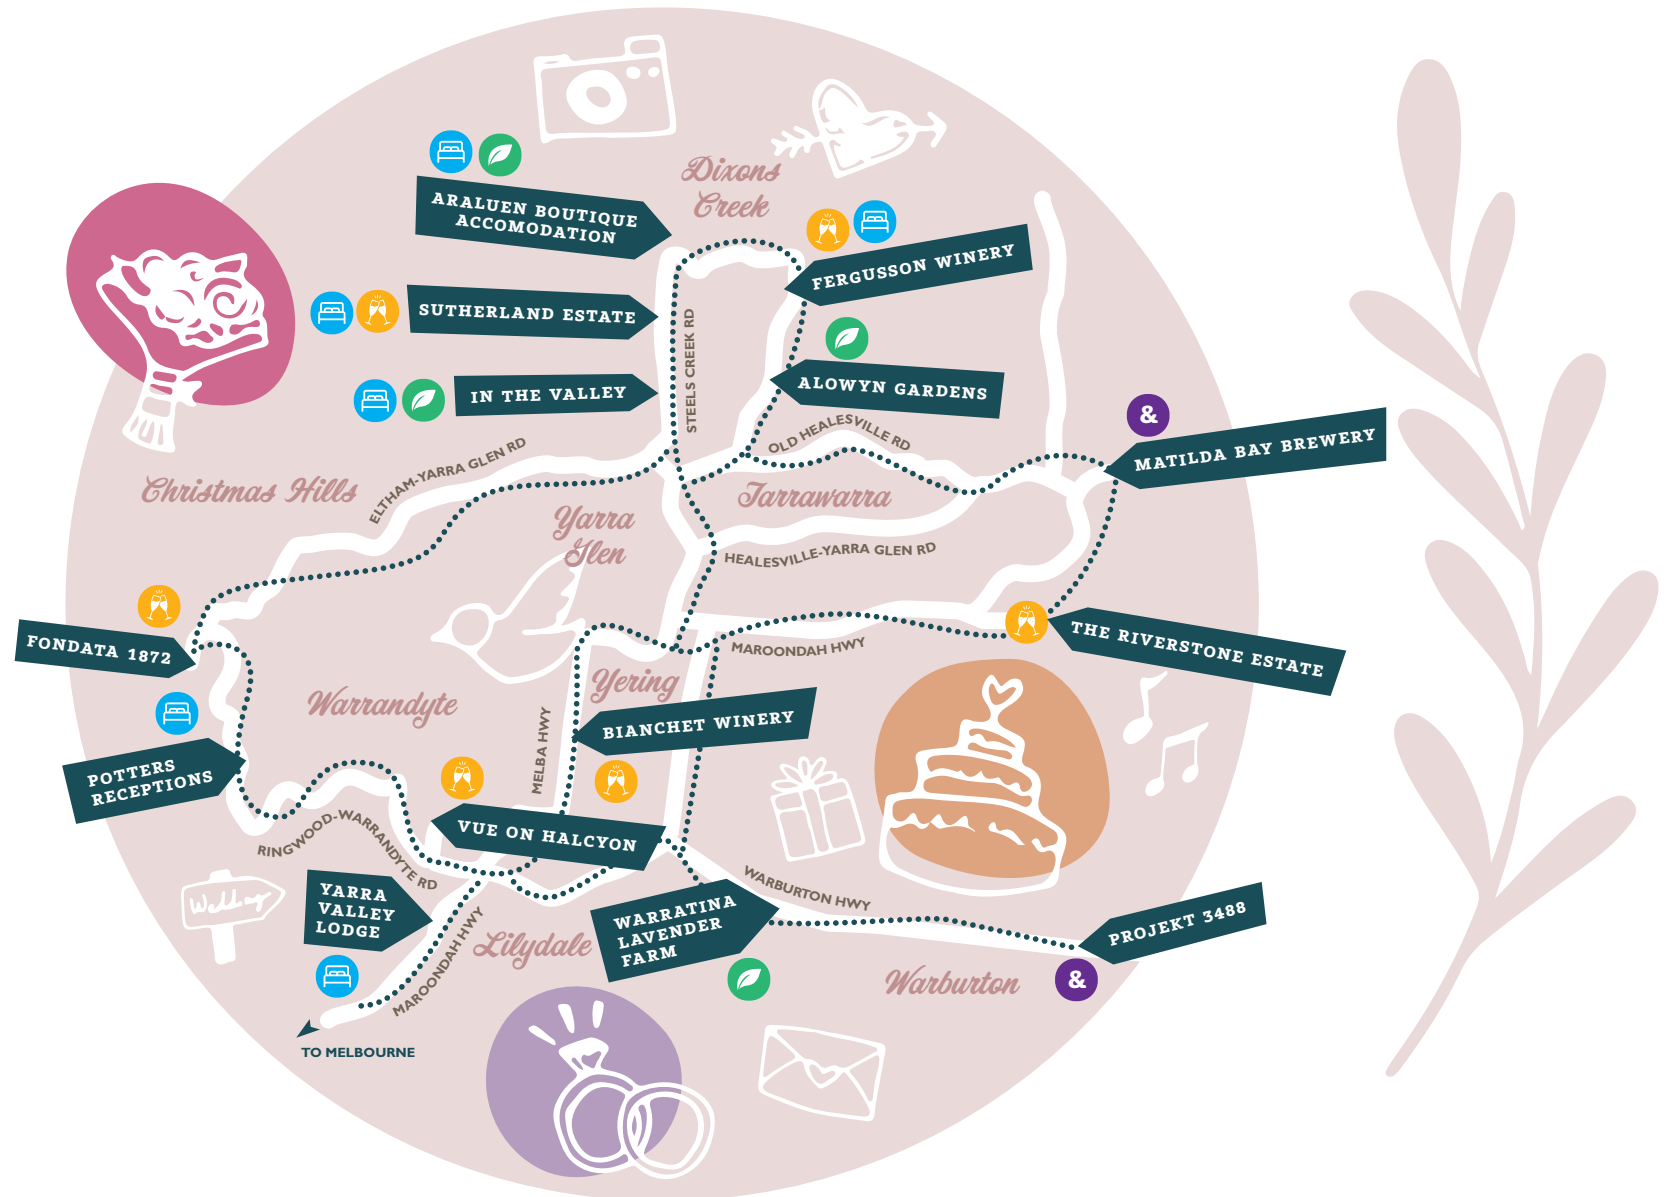 Dixons
Creek
ARALUEN BOUTIQUE
ACCOMODATION
FERGUSSON WINERY
SUTHERLAND ESTATE
STEELS CREEK RD
IN THE VALLEY
ALOWYN GARDENS
OLD HEALESVILLE RD
&
MATILDA BAY BREWERY
ELTHAM-YARRA GLEN RD
Christmas Hills
Tarrawarra
Yarra
Glen
HEALESVILLE-YARRA GLEN RD
FONDATA 1872
THE RIVERSTONE ESTATE
MAROONDAH HWY
Yering
Warrandyte
BIANCHET WINERY
MELBA HWY
POTTERS
RECEPTIONS
VUE ON HALCYON
RINGWOOD-WARRANDYTE RD
WARBURTON HWY
Wedding
YARRA
VALLEY
LODGE
WARRATINA
LAVENDER
FARM
PROJEKT 3488
MAROONDAH HWY
Lilydale
Warburton
&
TO MELBOURNE